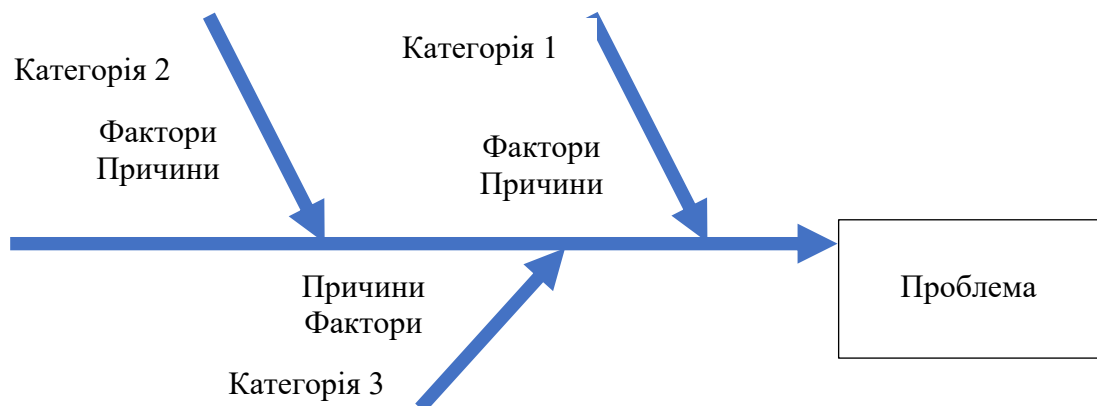 Категорія 2
Фактори
Причини
Категорія 1
Фактори
Причини
Причини
Фактори
Категорія 3
Проблема